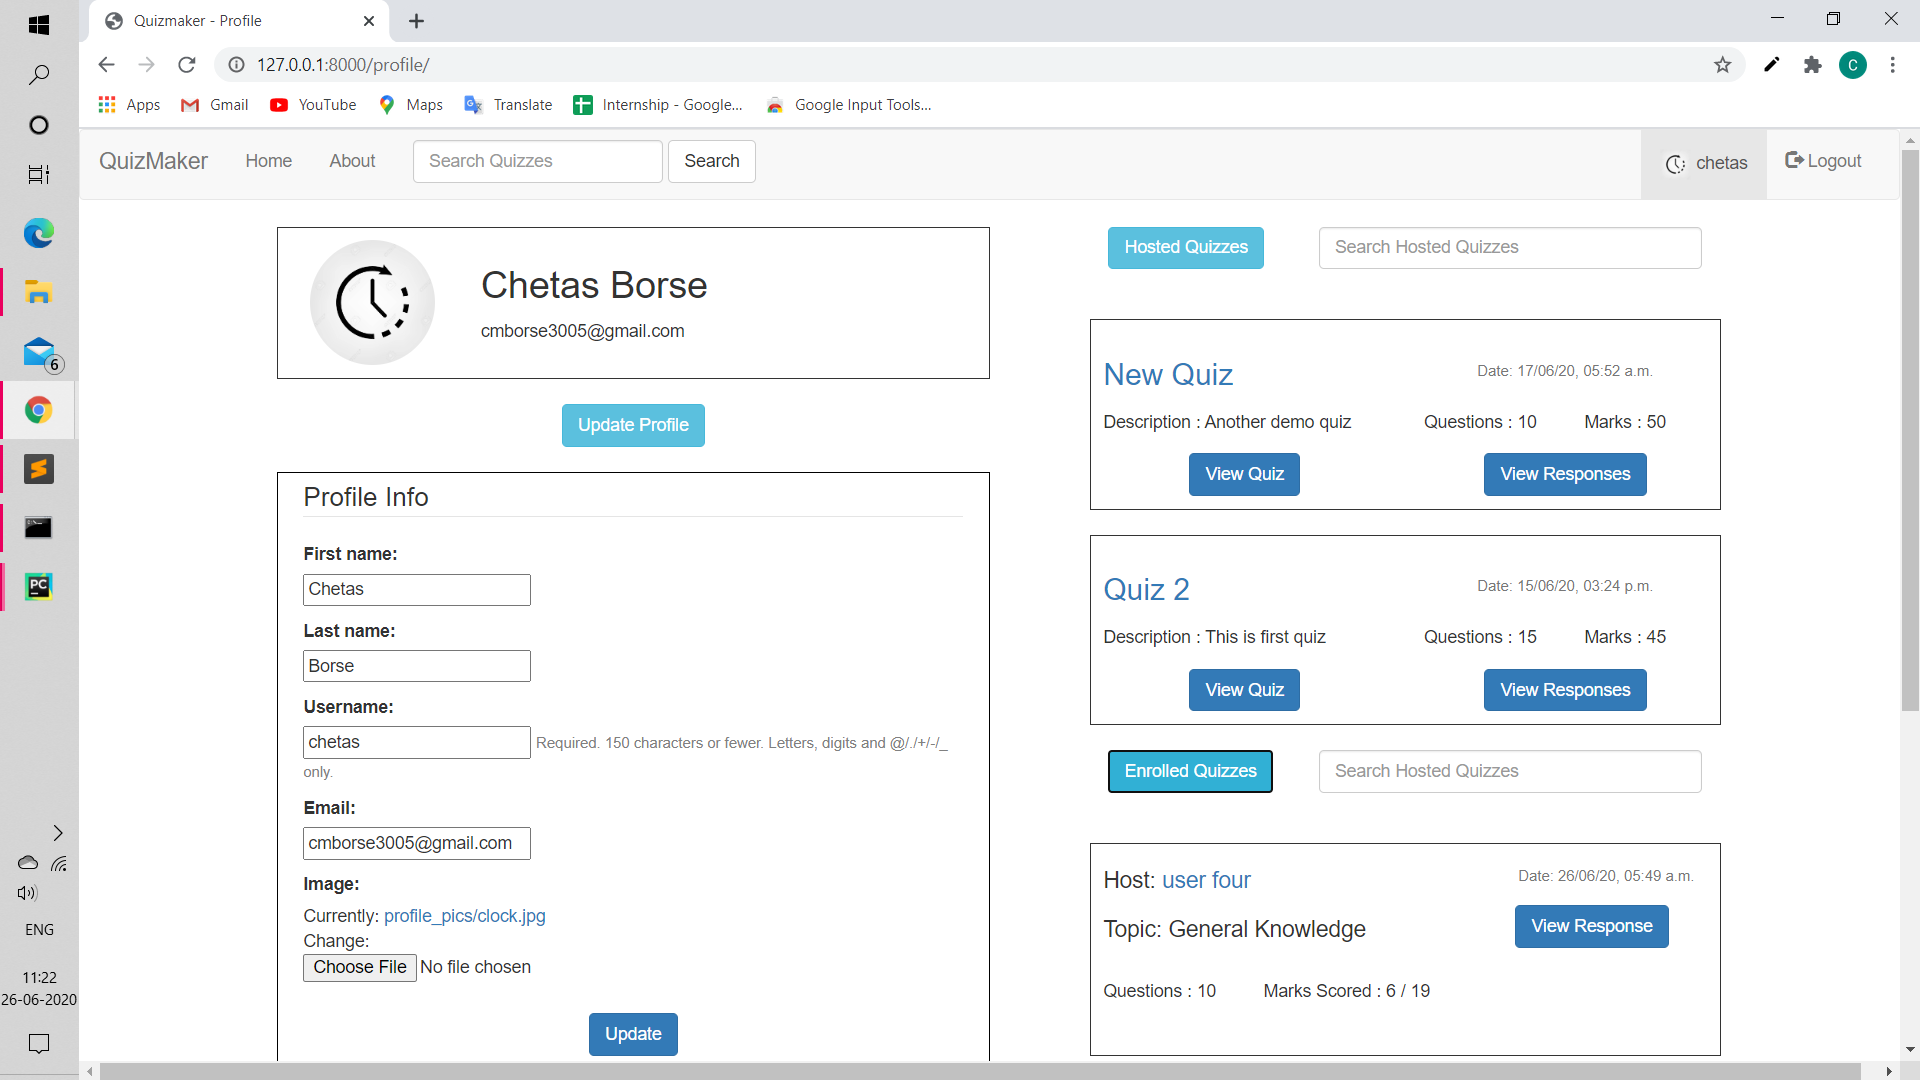 Quizmaker - Profile
127.0.0.1:8000/profile/
C
Apps Gmail YouTube Maps Translate Internship - Google... Google Input Tools...
QuizMaker Home About Search Quizzes Search chetas Logout
Chetas Borse
cmborse3005@gmail.com
Update Profile
Profile Info
First name:
Chetas
Last name:
Borse
Username:
chetas Required. 150 characters or fewer. Letters, digits and @/./+/-/_
only.
Email:
cmborse3005@gmail.com
Image:
Currently: profile_pics/clock.jpg
Change:
Choose File No file chosen
Update
Hosted Quizzes Search Hosted Quizzes
New Quiz Date: 17/06/20, 05:52 a.m.
Description : Another demo quiz Questions : 10 Marks : 50
View Quiz View Responses
Quiz 2 Date: 15/06/20, 03:24 p.m.
Description : This is first quiz Questions : 15 Marks : 45
View Quiz View Responses
Enrolled Quizzes Search Hosted Quizzes
Host: user four Date: 26/06/20, 05:49 a.m.
Topic: General Knowledge View Response
Questions : 10 Marks Scored : 6 / 19
6
PC
ENG
11:22
26-06-2020